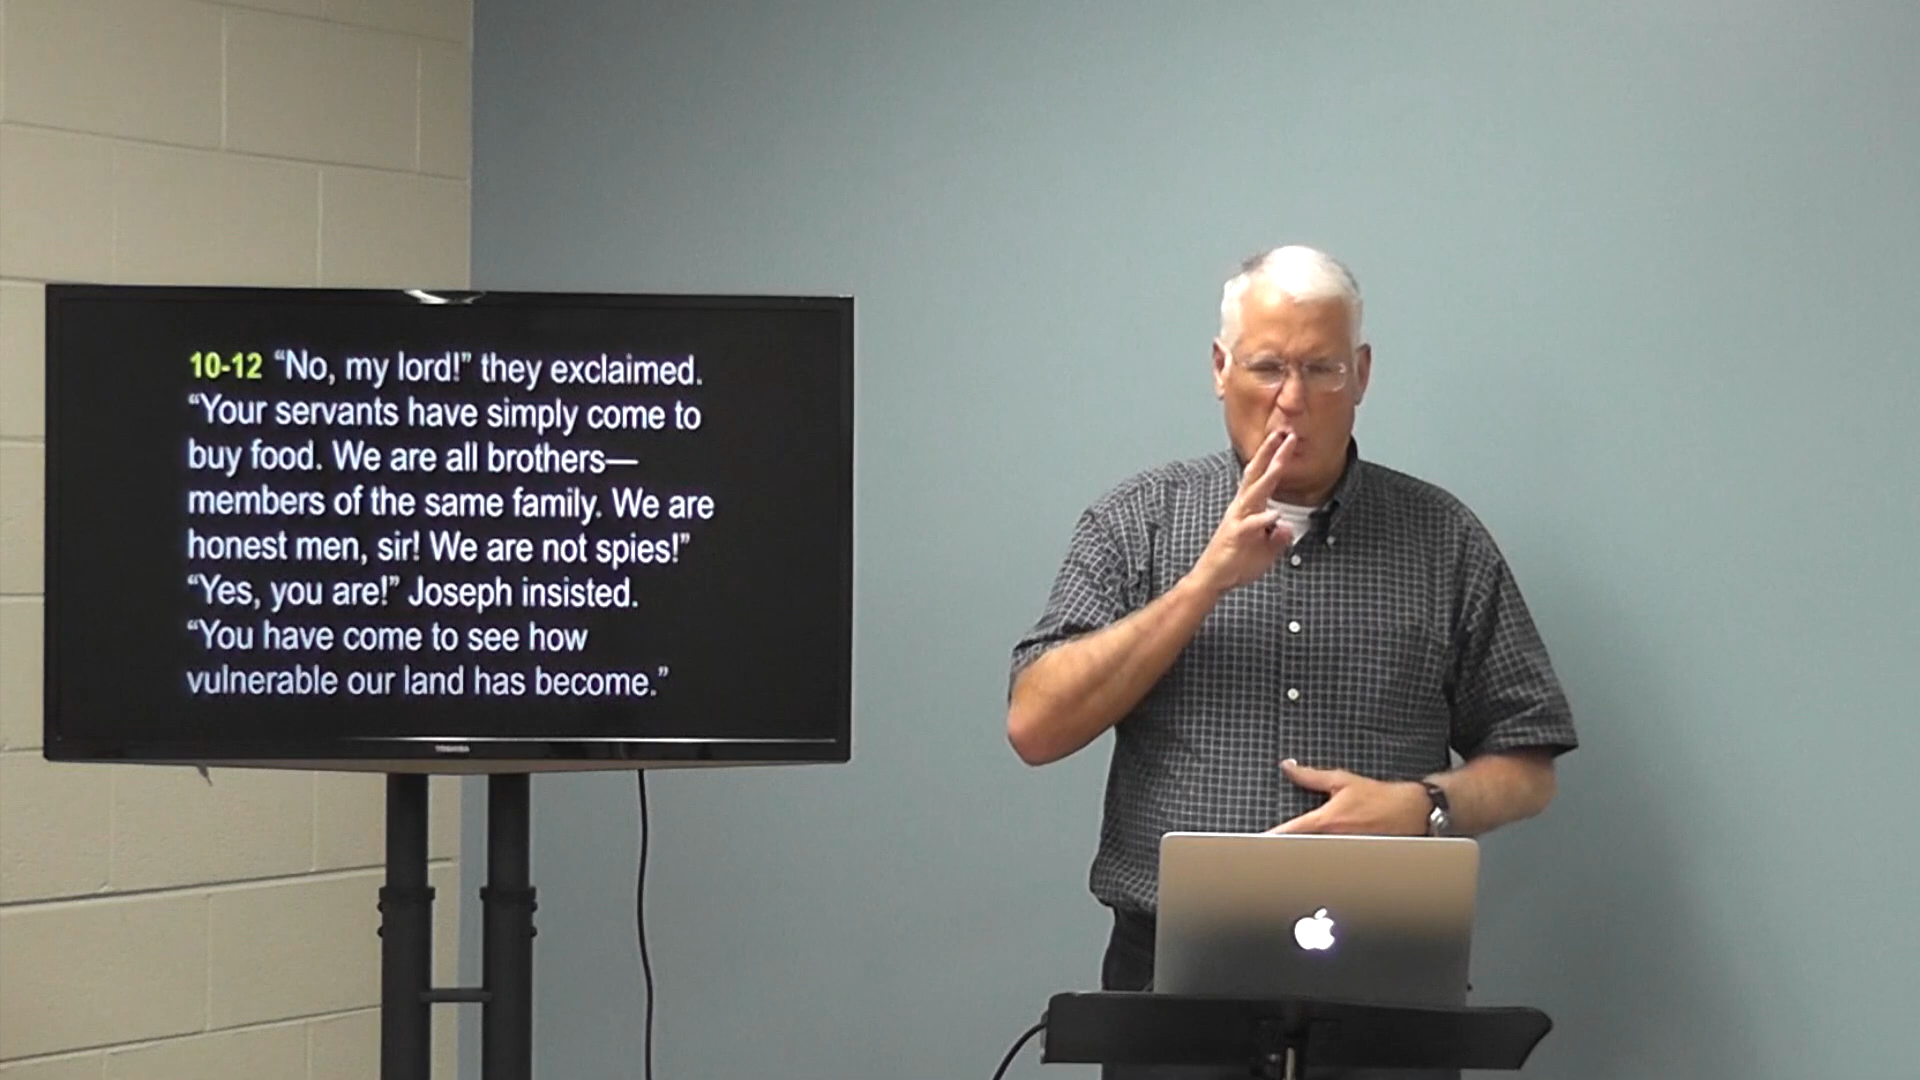 10-12 “No, my lord!” they exclaimed.
“Your servants have simply come to
buy food. We are all brothers—
members of the same family. We are
honest men, sir! We are not spies!”
“Yes, you are!” Joseph insisted.
“You have come to see how
vulnerable our land has become.”
TOSHIBA